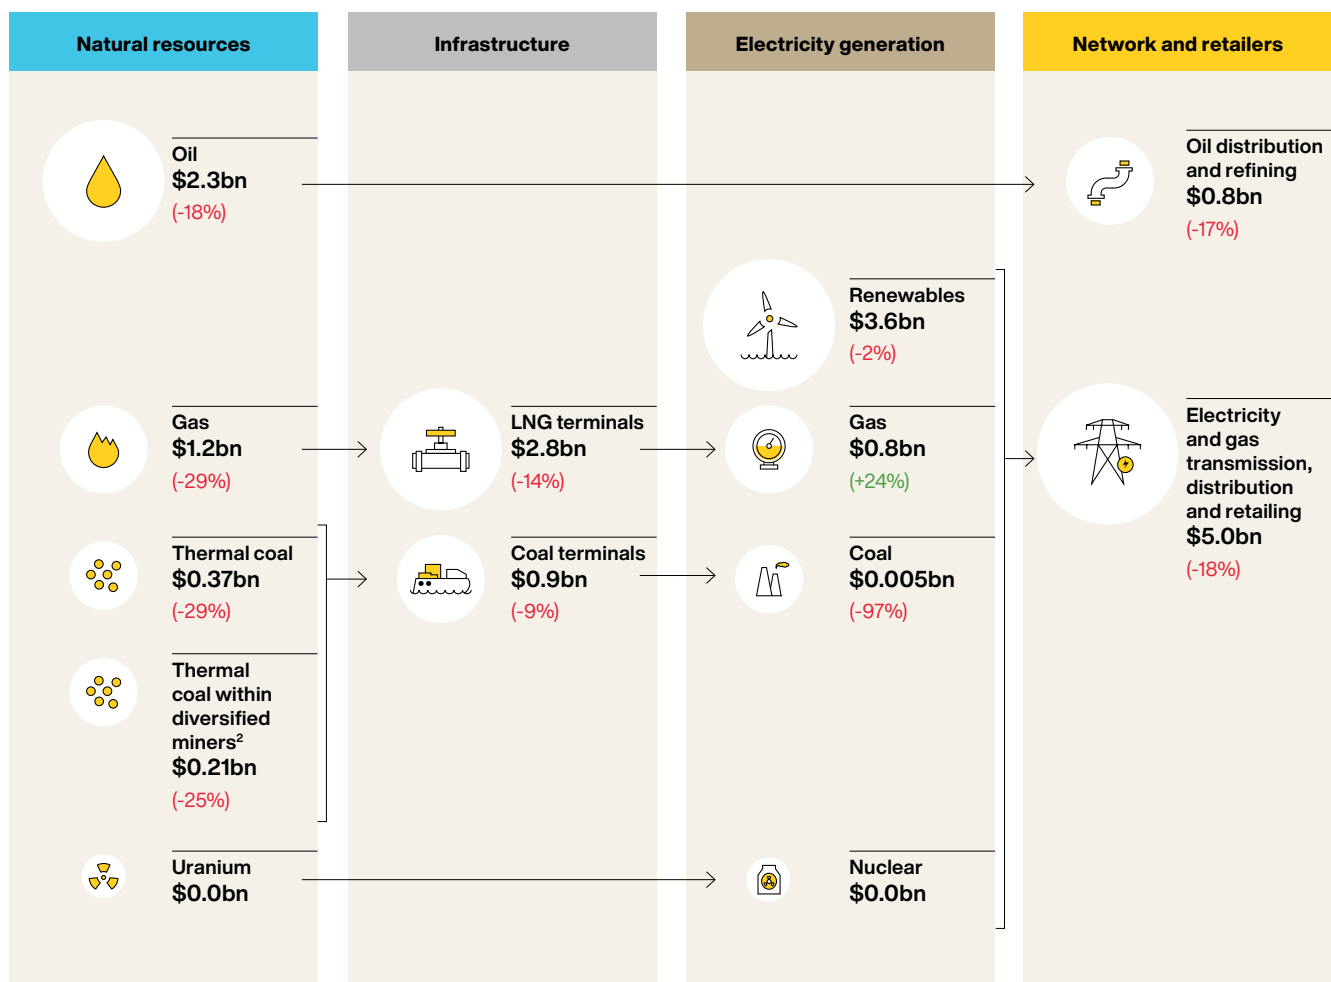 Natural resources
Infrastructure
Electricity generation
Network and retailers
Oil
$2.3bn
(-18%)
Oil distribution
and refining
$0.8bn
(-17%)
Renewables
$3.6bn
(-2%)
Gas
$1.2bn
(-29%)
LNG terminals
$2.8bn
(-14%)
Gas
$0.8bn
(+24%)
Electricity
and gas
transmission,
distribution
and retailing
$5.0bn
(-18%)
Thermal coal
$0.37bn
(-29%)
Coal terminals
$0.9bn
(-9%)
Coal
$0.005bn
(-97%)
Thermal
coal within
diversified
miners²
$0.21bn
(-25%)
Uranium
$0.0bn
Nuclear
$0.0bn